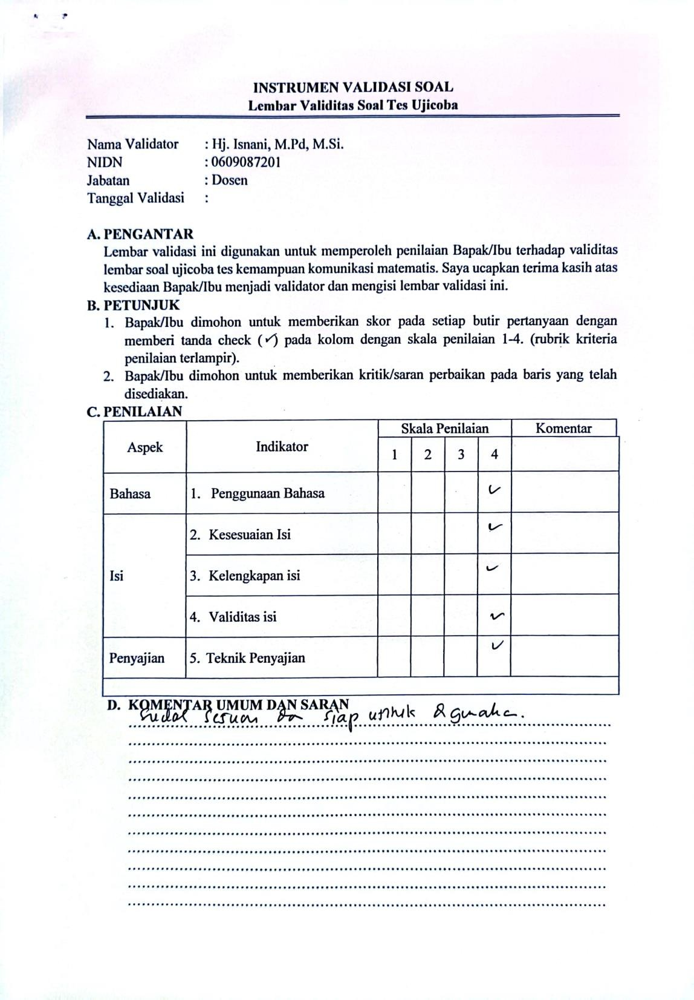 INSTRUMEN VALIDASI SOAL
Lembar Validitas Soal Tes Ujicoba
Nama Validator : Hj. Isnani, M.Pd, M.Si.
NIDN : 0609087201
Jabatan : Dosen
Tanggal Validasi :
A. PENGANTAR
Lembar validasi ini digunakan untuk memperoleh penilaian Bapak/Ibu terhadap validitas
lembar soal ujicoba tes kemampuan komunikasi matematis. Saya ucapkan terima kasih atas
kesediaan Bapak/Ibu menjadi validator dan mengisi lembar validasi ini.
B. PETUNJUK
1. Bapak/Ibu dimohon untuk memberikan skor pada setiap butir pertanyaan dengan
memberi tanda check (✓) pada kolom dengan skala penilaian 1-4. (rubrik kriteria
penilaian terlampir).
2. Bapak/Ibu dimohon untuk memberikan kritik/saran perbaikan pada baris yang telah
disediakan.
C. PENILAIAN
Aspek Indikator Skala Penilaian Komentar
1 2 3 4
Bahasa 1. Penggunaan Bahasa ✓
Isi 2. Kesesuaian Isi ✓
3. Kelengkapan isi ✓
4. Validitas isi ✓
Penyajian 5. Teknik Penyajian ✓
D. KOMENTAR UMUM DAN SARAN
sesuai siap untuk